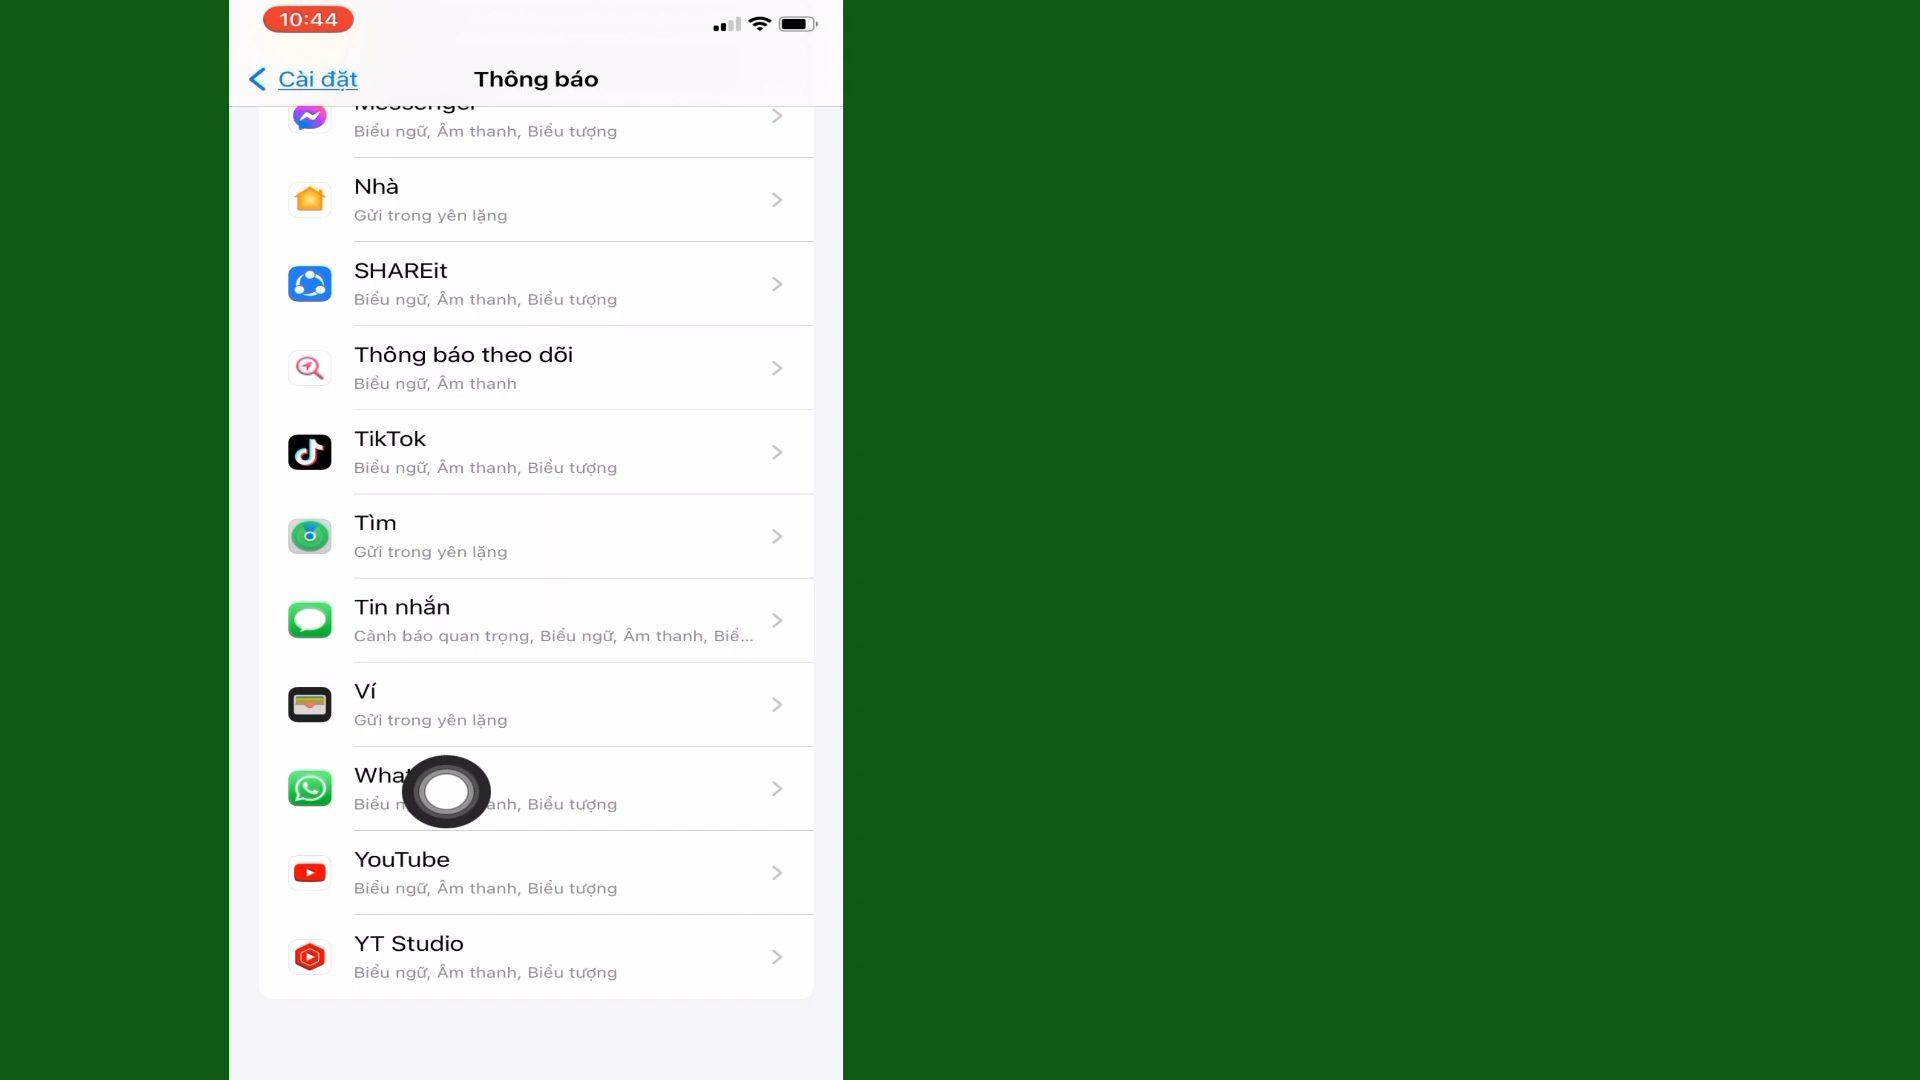 10:44
Cài đặt
Thông báo
Messenger
Biểu ngữ, Âm thanh, Biểu tượng
Nhà
Gửi trong yên lặng
SHAREit
Biểu ngữ, Âm thanh, Biểu tượng
Thông báo theo dõi
Biểu ngữ, Âm thanh
TikTok
Biểu ngữ, Âm thanh, Biểu tượng
Tìm
Gửi trong yên lặng
Tin nhắn
Cảnh báo quan trọng, Biểu ngữ, Âm thanh, Biể...
Ví
Gửi trong yên lặng
Biểu Biểu tượng
YouTube
Biểu ngữ, Âm thanh, Biểu tượng
YT Studio
Biểu ngữ, Âm thanh, Biểu tượng